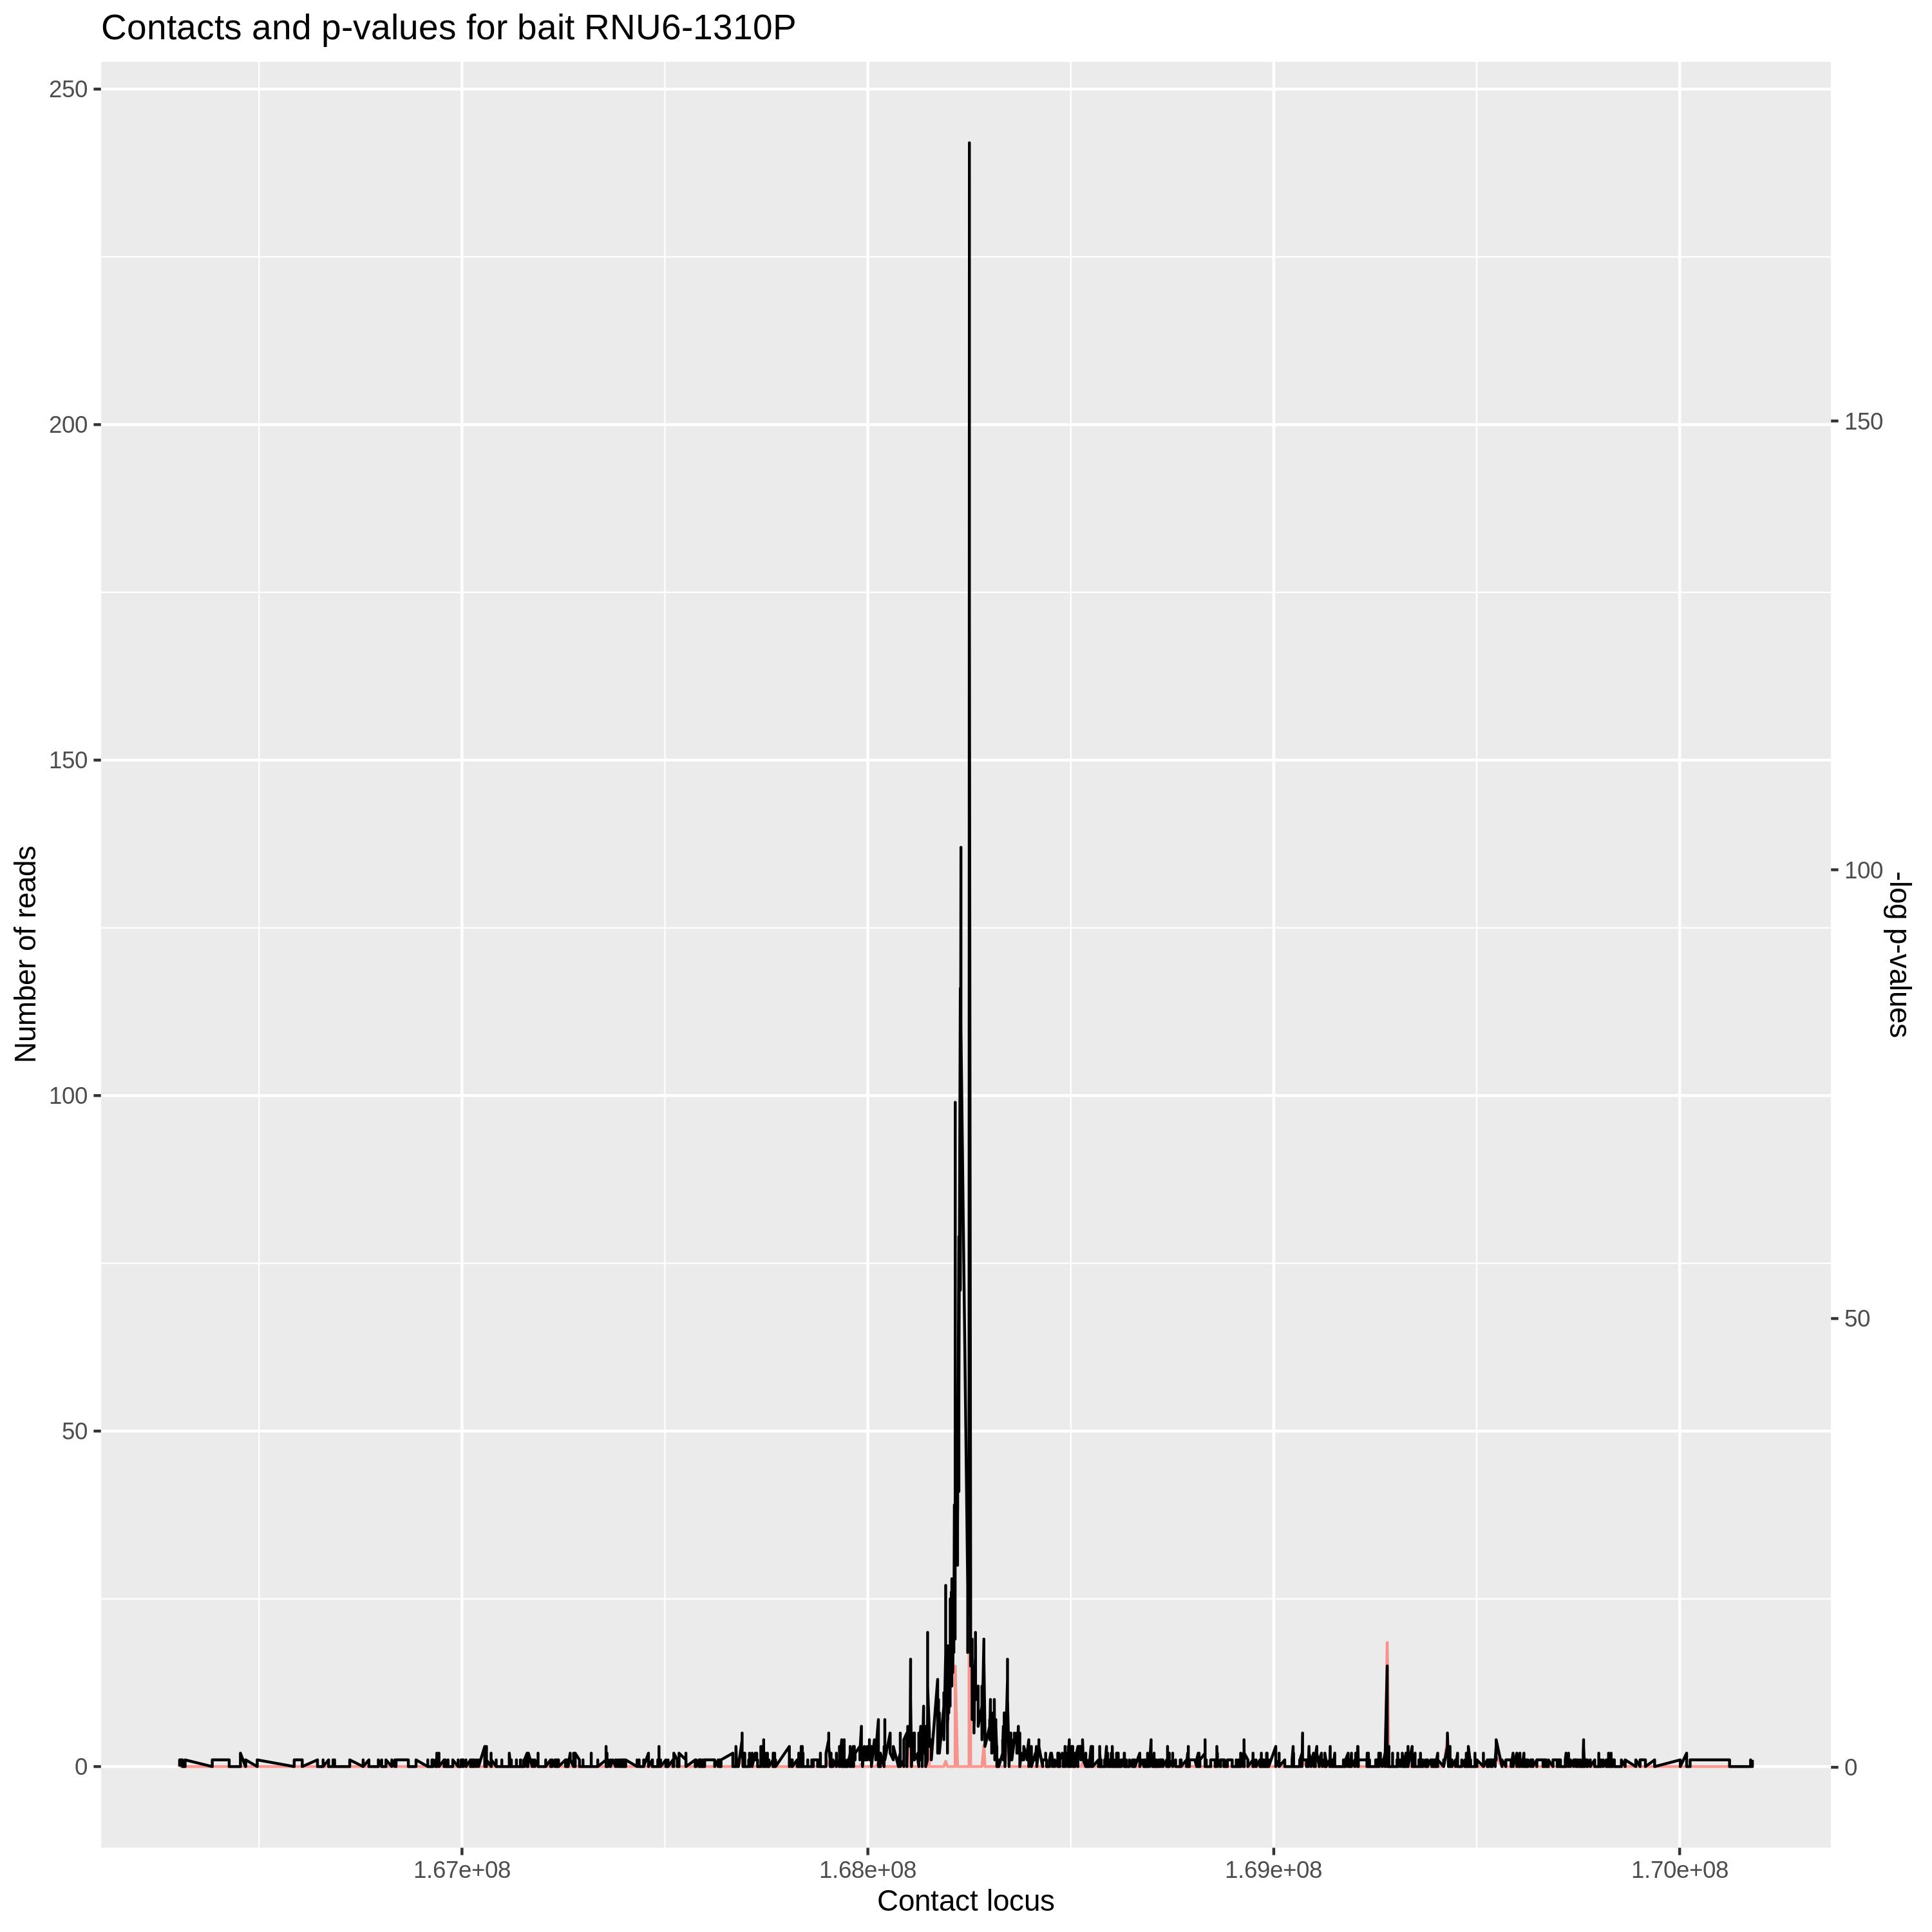 Contacts and p-values for bait RNU6-1310P
250
200
150
100
50
0
Number of reads
150
100
50
0
-log p-values
1.67e+08
1.68e+08
1.69e+08
1.70e+08
Contact locus